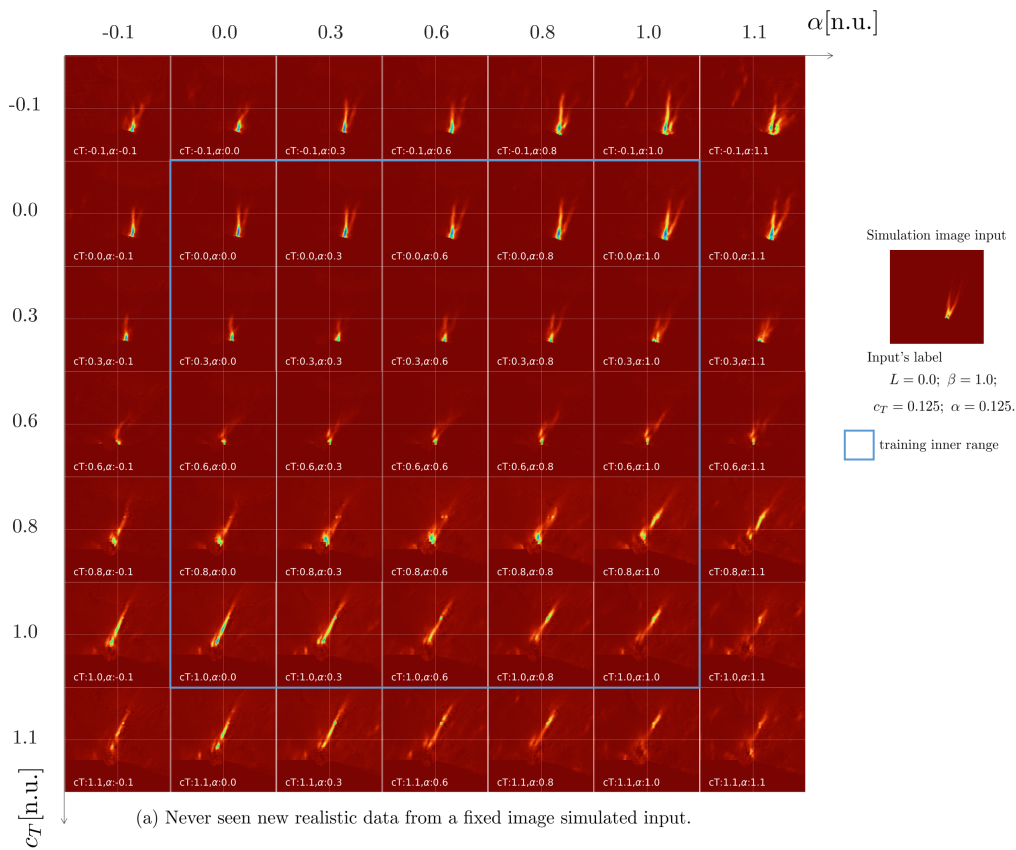 α[n.u.]
-0.1 0.0 0.3 0.6 0.8 1.0 1.1
-0.1
cT:-0.1,α:-0.1 cT:-0.1,α:0.0 cT:-0.1,α:0.3 cT:-0.1,α:0.6 cT:-0.1,α:0.8 cT:-0.1,α:1.0 cT:-0.1,α:1.1
0.0
cT:0.0,α:-0.1 cT:0.0,α:0.0 cT:0.0,α:0.3 cT:0.0,α:0.6 cT:0.0,α:0.8 cT:0.0,α:1.0 cT:0.0,α:1.1
0.3
cT:0.3,α:-0.1 cT:0.3,α:0.0 cT:0.3,α:0.3 cT:0.3,α:0.6 cT:0.3,α:0.8 cT:0.3,α:1.0 cT:0.3,α:1.1
0.6
cT:0.6,α:-0.1 cT:0.6,α:0.0 cT:0.6,α:0.3 cT:0.6,α:0.6 cT:0.6,α:0.8 cT:0.6,α:1.0 cT:0.6,α:1.1
0.8
cT:0.8,α:-0.1 cT:0.8,α:0.0 cT:0.8,α:0.3 cT:0.8,α:0.6 cT:0.8,α:0.8 cT:0.8,α:1.0 cT:0.8,α:1.1
1.0
cT:1.0,α:-0.1 cT:1.0,α:0.0 cT:1.0,α:0.3 cT:1.0,α:0.6 cT:1.0,α:0.8 cT:1.0,α:1.0 cT:1.0,α:1.1
1.1
cT:1.1,α:-0.1 cT:1.1,α:0.0 cT:1.1,α:0.3 cT:1.1,α:0.6 cT:1.1,α:0.8 cT:1.1,α:1.0 cT:1.1,α:1.1
c_T[n.u.]
(a) Never seen new realistic data from a fixed image simulated input.
Simulation image input
Input's label
L = 0.0; β = 1.0;
c_T = 0.125; α = 0.125.
training inner range